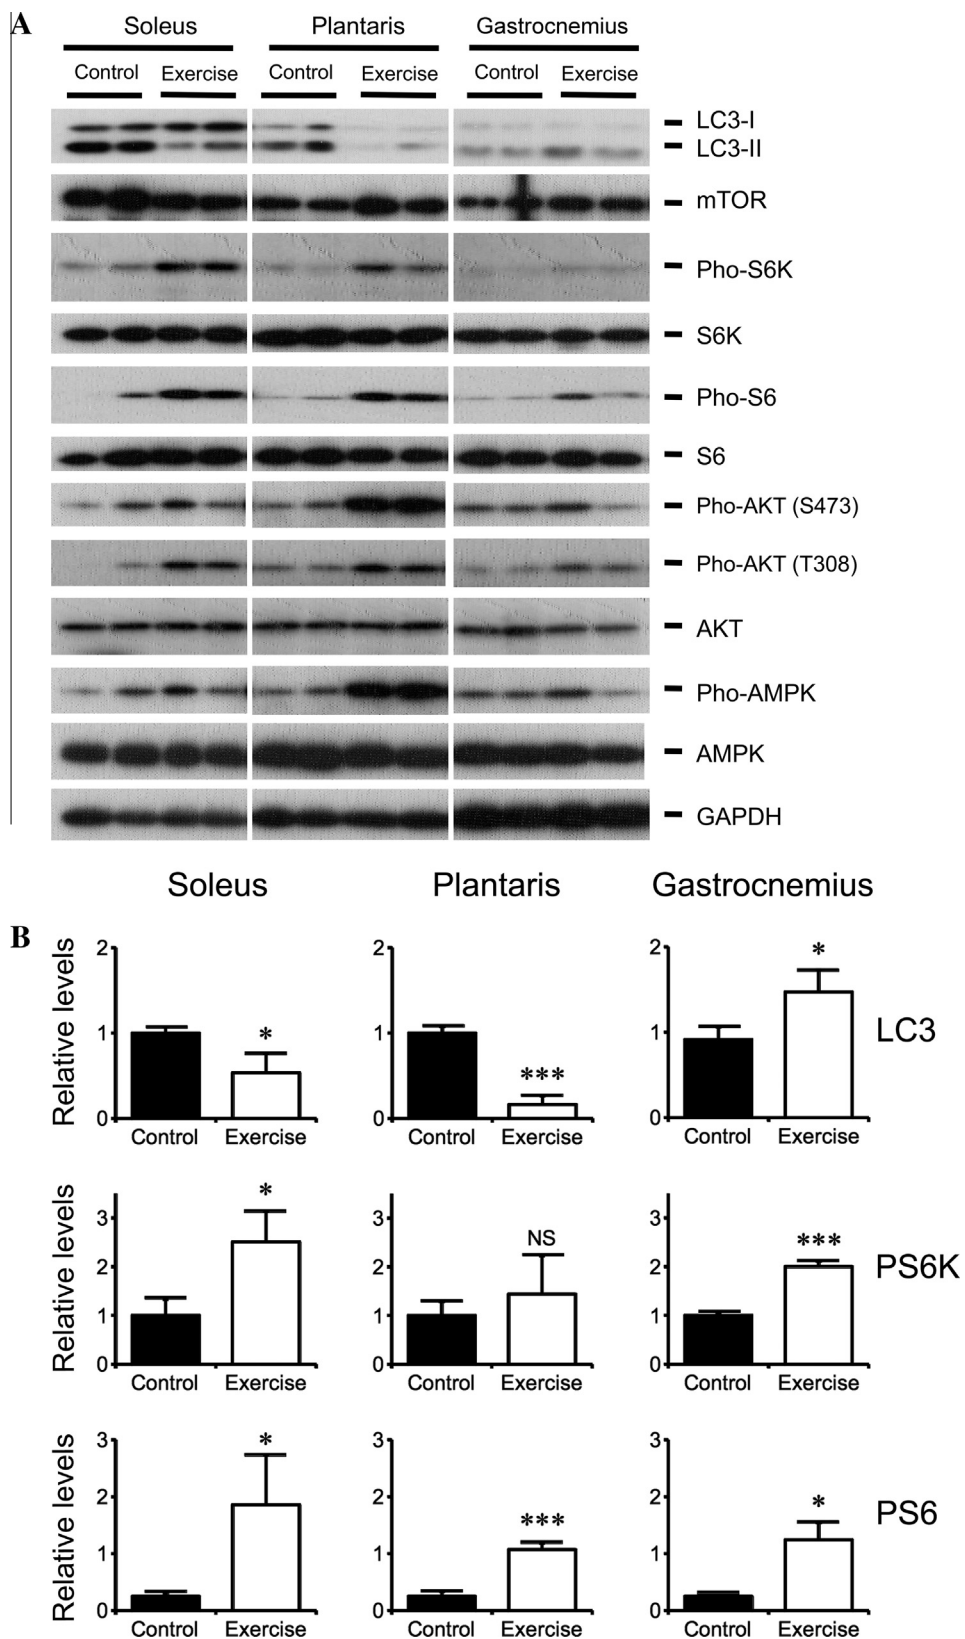 A
Soleus Plantaris Gastrocnemius
Control Exercise Control Exercise Control Exercise
LC3-I
LC3-II
mTOR
Pho-S6K
S6K
Pho-S6
S6
Pho-AKT (S473)
Pho-AKT (T308)
AKT
Pho-AMPK
AMPK
GAPDH
Soleus Plantaris Gastrocnemius
B
Relative levels
2
1
0
*
Control Exercise
2
1
0
***
Control Exercise
2
1
0
*
Control Exercise
LC3
Relative levels
3
2
1
0
*
Control Exercise
3
2
1
0
NS
Control Exercise
3
2
1
0
***
Control Exercise
PS6K
Relative levels
3
2
1
0
*
Control Exercise
3
2
1
0
***
Control Exercise
3
2
1
0
*
Control Exercise
PS6